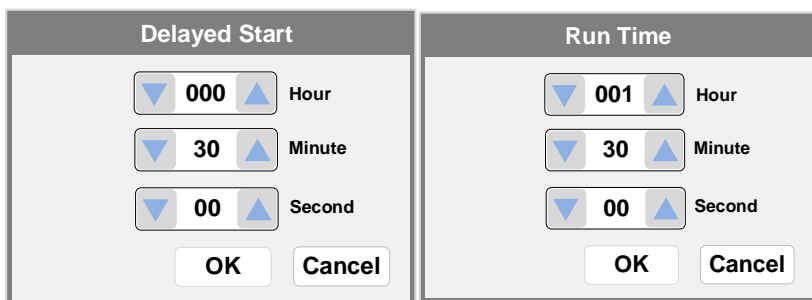 Delayed Start
000 Hour
30 Minute
00 Second
OK Cancel
Run Time
001 Hour
30 Minute
00 Second
OK Cancel